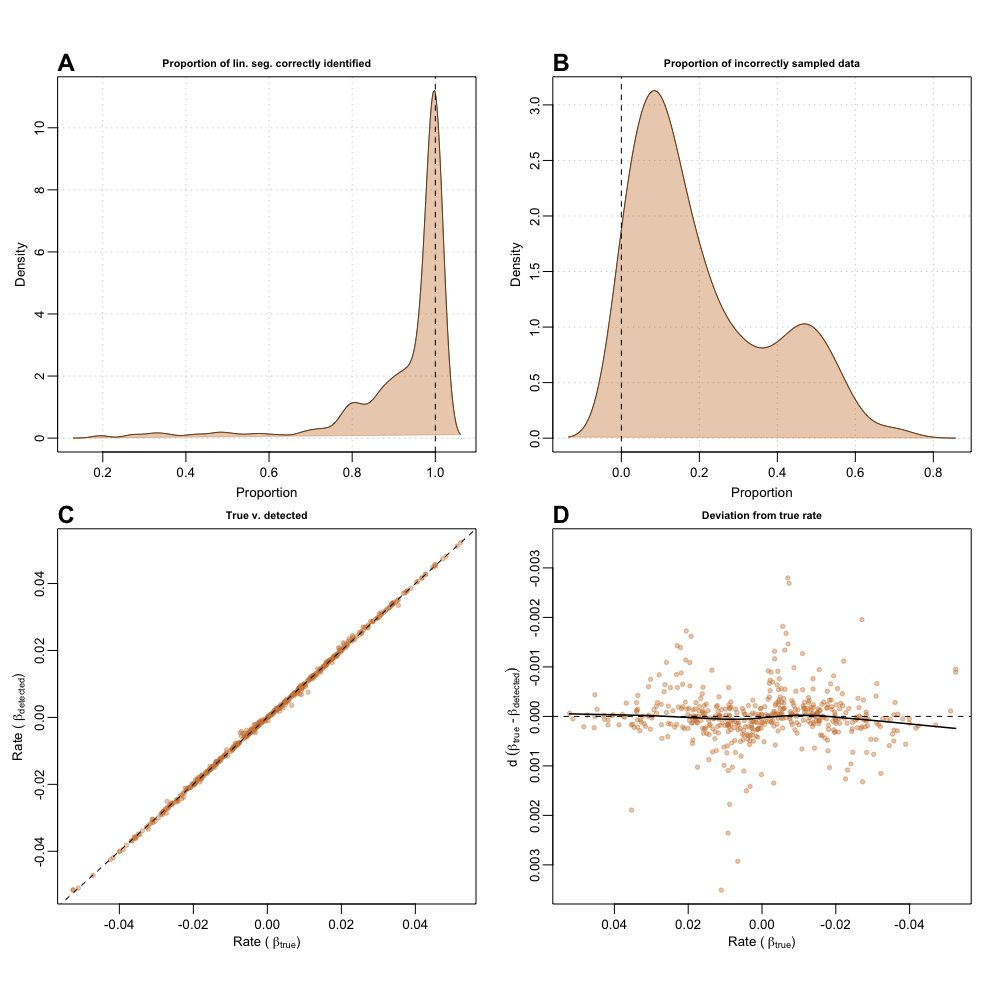 A
Proportion of lin. seg. correctly identified
Density
0
2
4
6
8
10
0.2
0.4
0.6
0.8
1.0
Proportion
B
Proportion of incorrectly sampled data
Density
0.0
0.5
1.0
1.5
2.0
2.5
3.0
0.0
0.2
0.4
0.6
0.8
Proportion
C
True v. detected
Rate ( βdetected)
-0.04
-0.02
0.00
0.02
0.04
-0.04
-0.02
0.00
0.02
0.04
Rate ( βtrue)
D
Deviation from true rate
d (βtrue - βdetected)
0.003
0.002
0.001
0.000
-0.001
-0.002
-0.003
0.04
0.02
0.00
-0.02
-0.04
Rate ( βtrue)